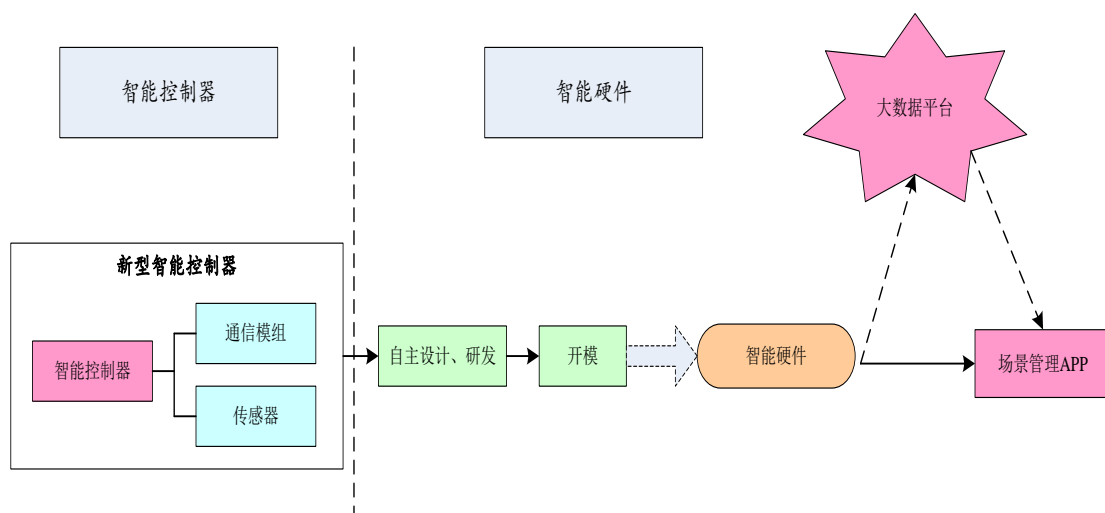 智能控制器
智能硬件
大数据平台
新型智能控制器
智能控制器
通信模组
传感器
自主设计、研发
开模
智能硬件
场景管理APP